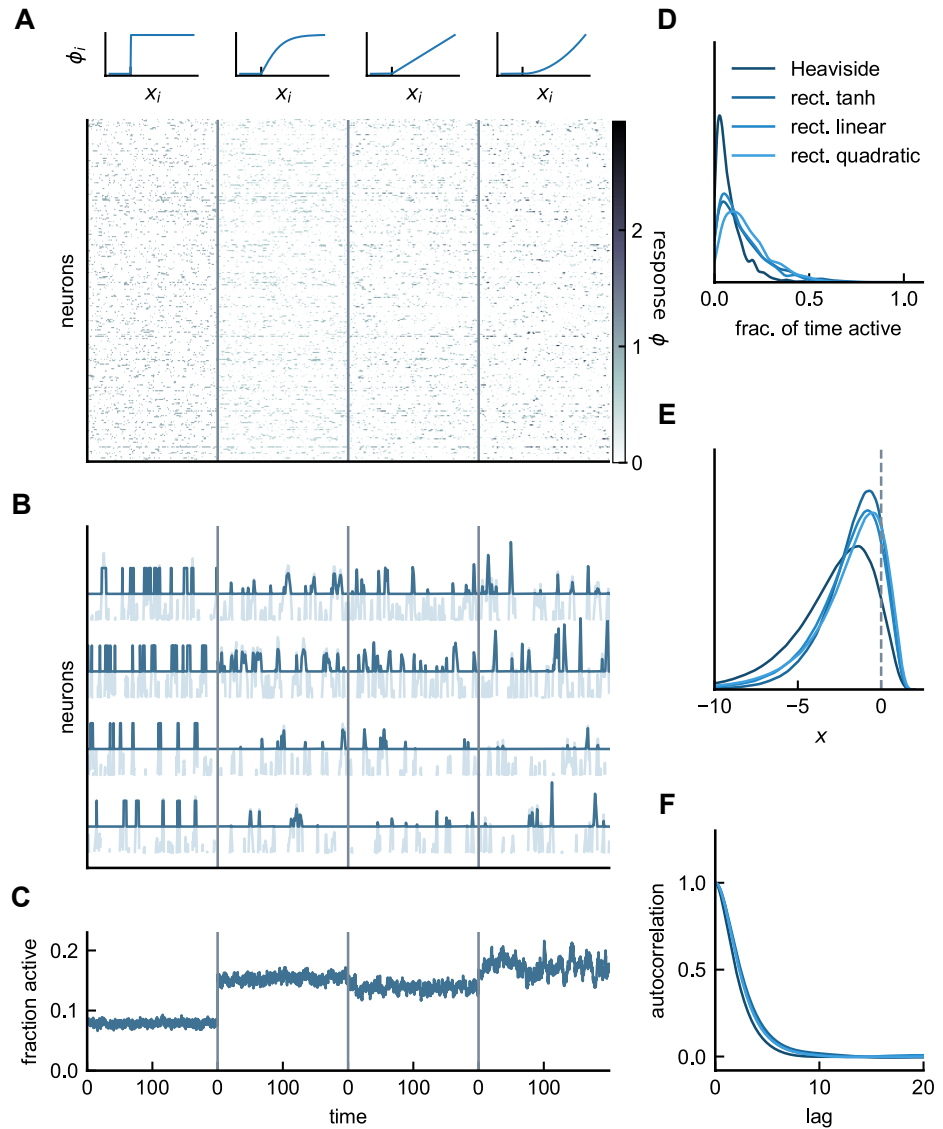 A
ϕi
xi
xi
xi
xi
neurons
2
1
0
response ϕ
B
neurons
C
fraction active
0.2
0.1
0.0
0 100 0 100 0 100 0 100
time
D
Heaviside
rect. tanh
rect. linear
rect. quadratic
0.0 0.5 1.0
frac. of time active
E
−10 −5 0
x
F
autocorrelation
1.0
0.5
0.0
0 10 20
lag